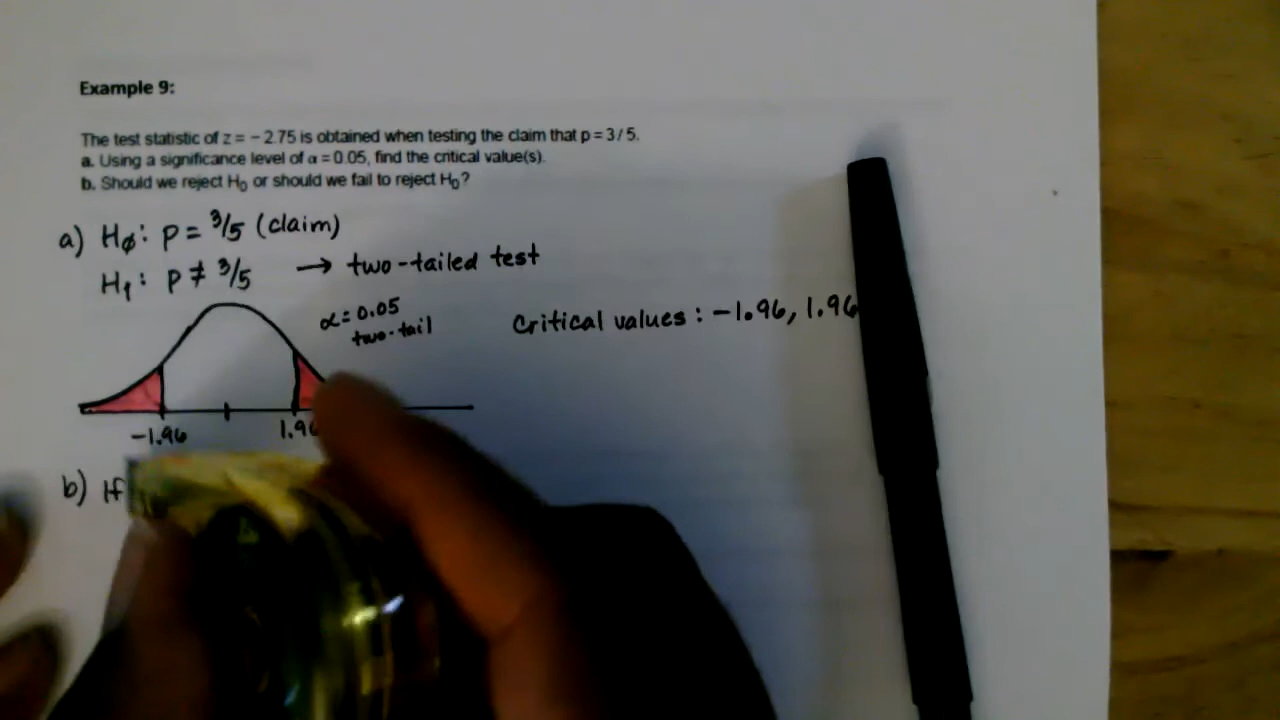 Example 9:
The test statistic of z = − 2.75 is obtained when testing the claim that p = 3 / 5.
a. Using a significance level of α = 0.05, find the critical value(s).
b. Should we reject H₀ or should we fail to reject H₀?
a) H∅: p = 3/5 (claim)
H₁: p ≠ 3/5 → two-tailed test
α = 0.05
two-tail
Critical values: −1.96, 1.96
−1.96
b) If